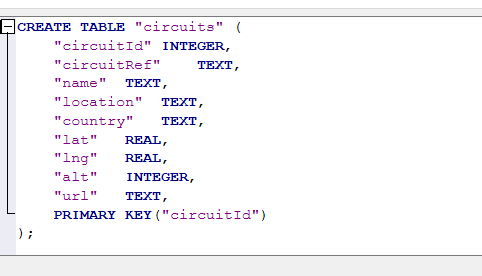 CREATE TABLE "circuits" (
"circuitId" INTEGER,
"circuitRef" TEXT,
"name" TEXT,
"location" TEXT,
"country" TEXT,
"lat" REAL,
"lng" REAL,
"alt" INTEGER,
"url" TEXT,
PRIMARY KEY("circuitId")
);